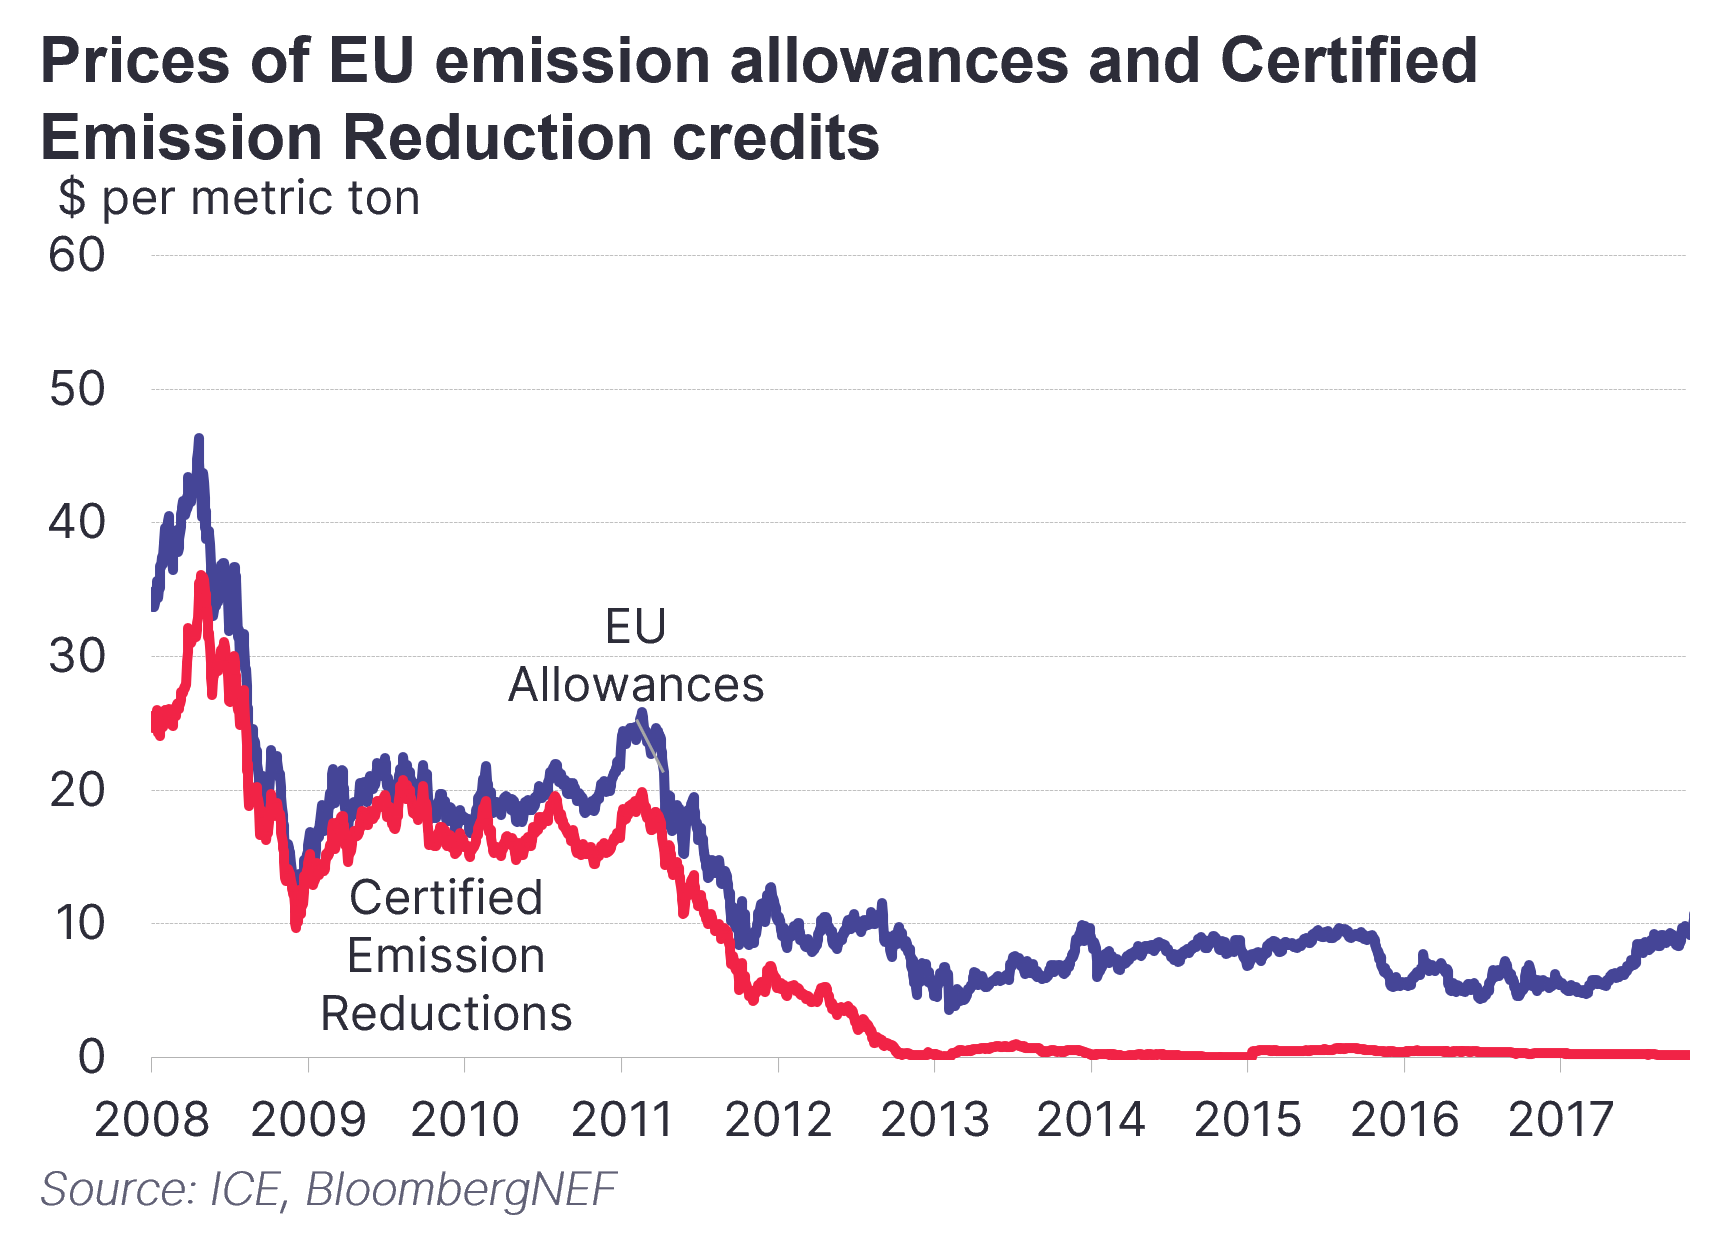 Prices of EU emission allowances and Certified
Emission Reduction credits
$ per metric ton
60
50
40
30
20
10
0
EU
Allowances
Certified
Emission
Reductions
2008 2009 2010 2011 2012 2013 2014 2015 2016 2017
Source: ICE, BloombergNEF